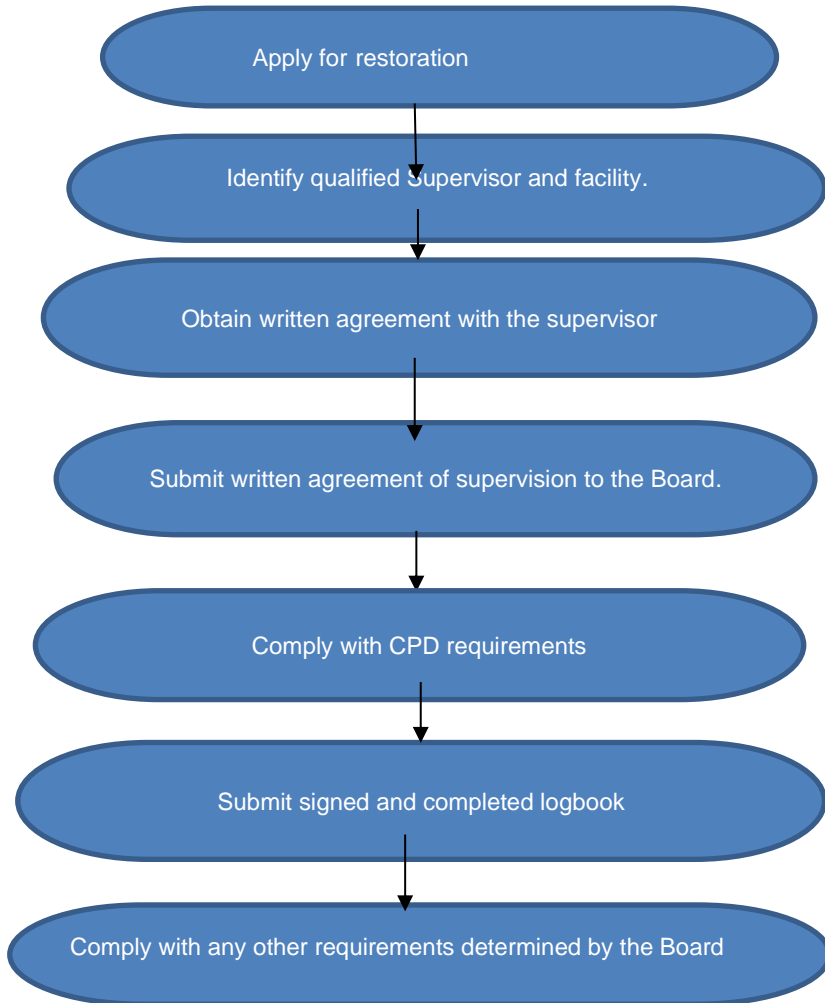 Apply for restoration
Identify qualified Supervisor and facility.
Obtain written agreement with the supervisor
Submit written agreement of supervision to the Board.
Comply with CPD requirements
Submit signed and completed logbook
Comply with any other requirements determined by the Board